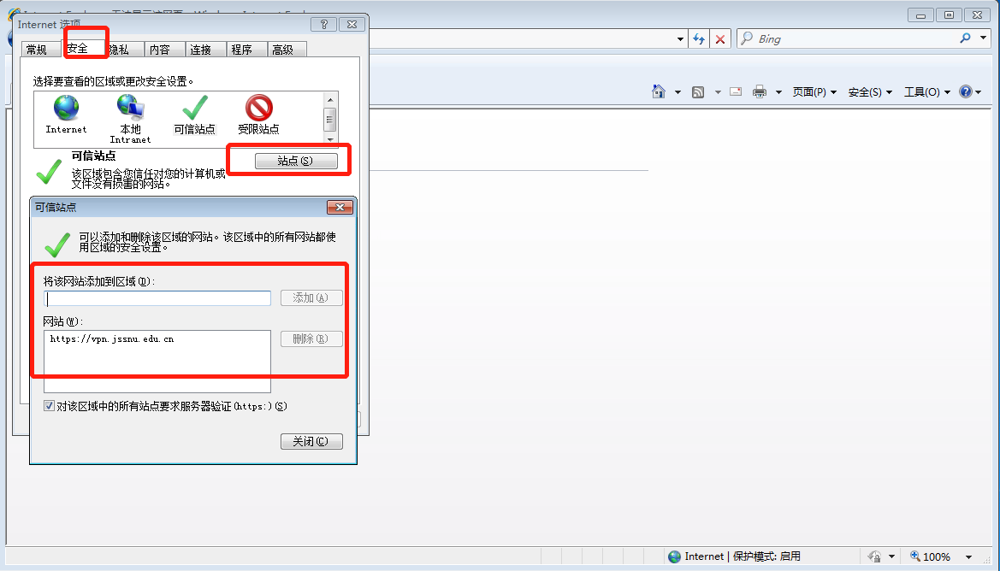 Internet 选项
常规
安全
隐私
内容
连接
程序
高级
选择要查看的区域或更改安全设置。
Internet
本地
Intranet
可信站点
受限站点
可信站点
站点(S)
该区域包含您信任对您的计算机或
文件没有损害的网站。
可信站点
可以添加和删除该区域的网站。该区域中的所有网站都使
用区域的安全设置。
将该网站添加到区域(D):
添加(A)
网站(W):
https://vpn.jssnu.edu.cn
删除(R)
对该区域中的所有站点要求服务器验证(https:)(S)
关闭(C)
Bing
页面(P)
安全(S)
工具(O)
Internet | 保护模式: 启用
100%